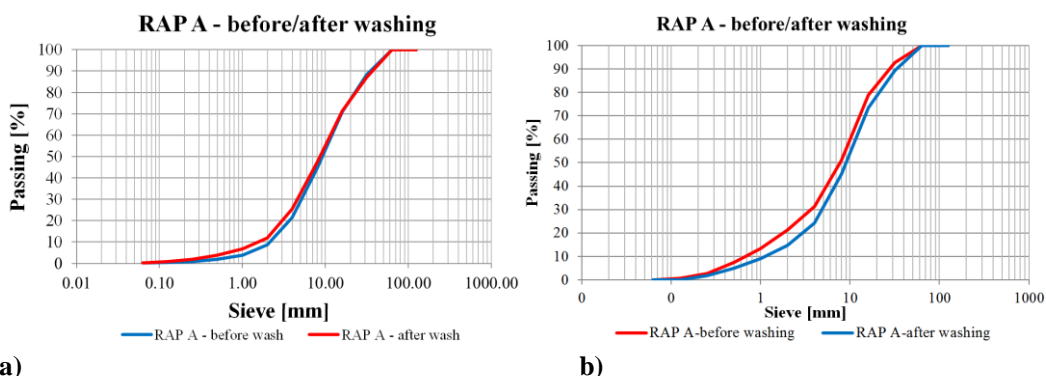 RAP A - before/after washing
Passing [%]
100
90
80
70
60
50
40
30
20
10
0
0.01 0.10 1.00 10.00 100.00 1000.00
Sieve [mm]
RAP A - before wash RAP A - after wash
a)
RAP A - before/after washing
Passing [%]
100
90
80
70
60
50
40
30
20
10
0
0 0 1 10 100 1000
Sieve [mm]
RAP A-before washing RAP A-after washing
b)